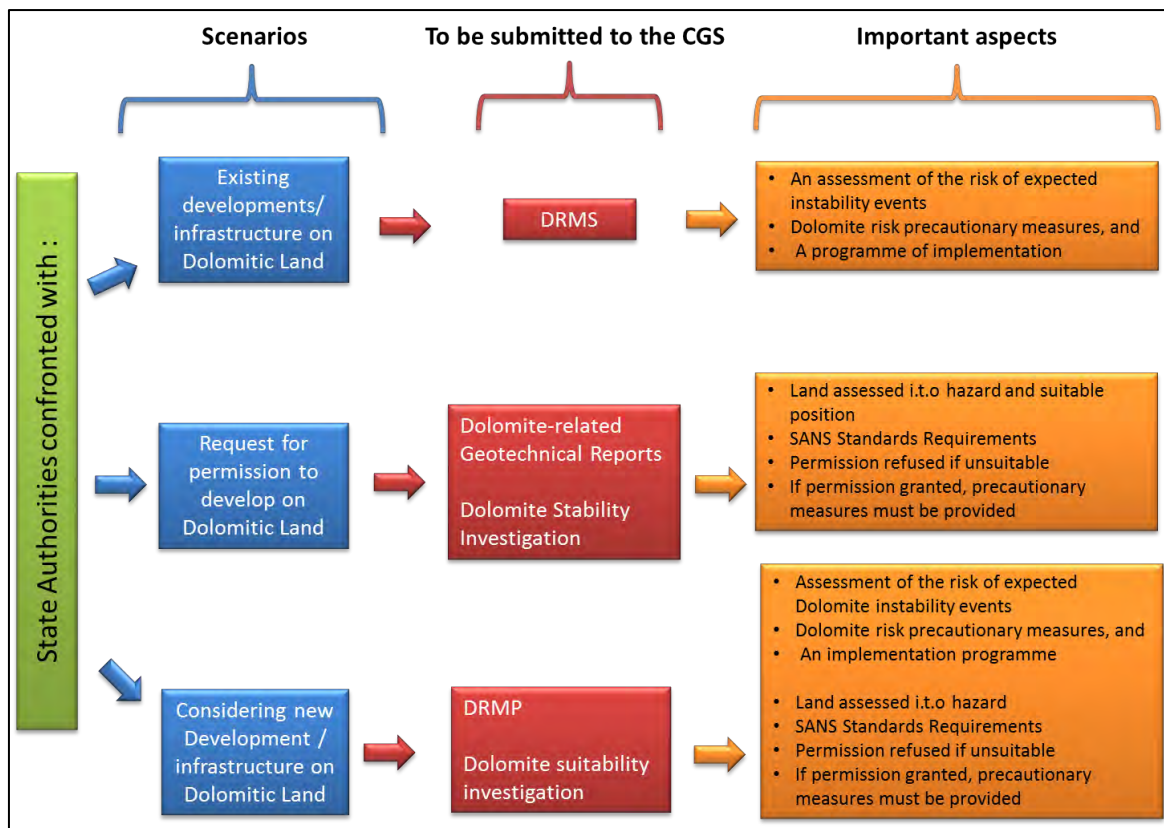 Scenarios
To be submitted to the CGS
Important aspects
State Authorities confronted with :
Existing
developments/
infrastructure on
Dolomitic Land
DRMS
• An assessment of the risk of expected
instability events
• Dolomite risk precautionary measures, and
• A programme of implementation
Request for
permission to
develop on
Dolomitic Land
Dolomite-related
Geotechnical Reports
Dolomite Stability
Investigation
• Land assessed i.t.o hazard and suitable
position
• SANS Standards Requirements
• Permission refused if unsuitable
• If permission granted, precautionary
measures must be provided
Considering new
Development /
infrastructure on
Dolomitic Land
DRMP
Dolomite suitability
investigation
• Assessment of the risk of expected
Dolomite instability events
• Dolomite risk precautionary measures, and
• An implementation programme
• Land assessed i.t.o hazard
• SANS Standards Requirements
• Permission refused if unsuitable
• If permission granted, precautionary
measures must be provided